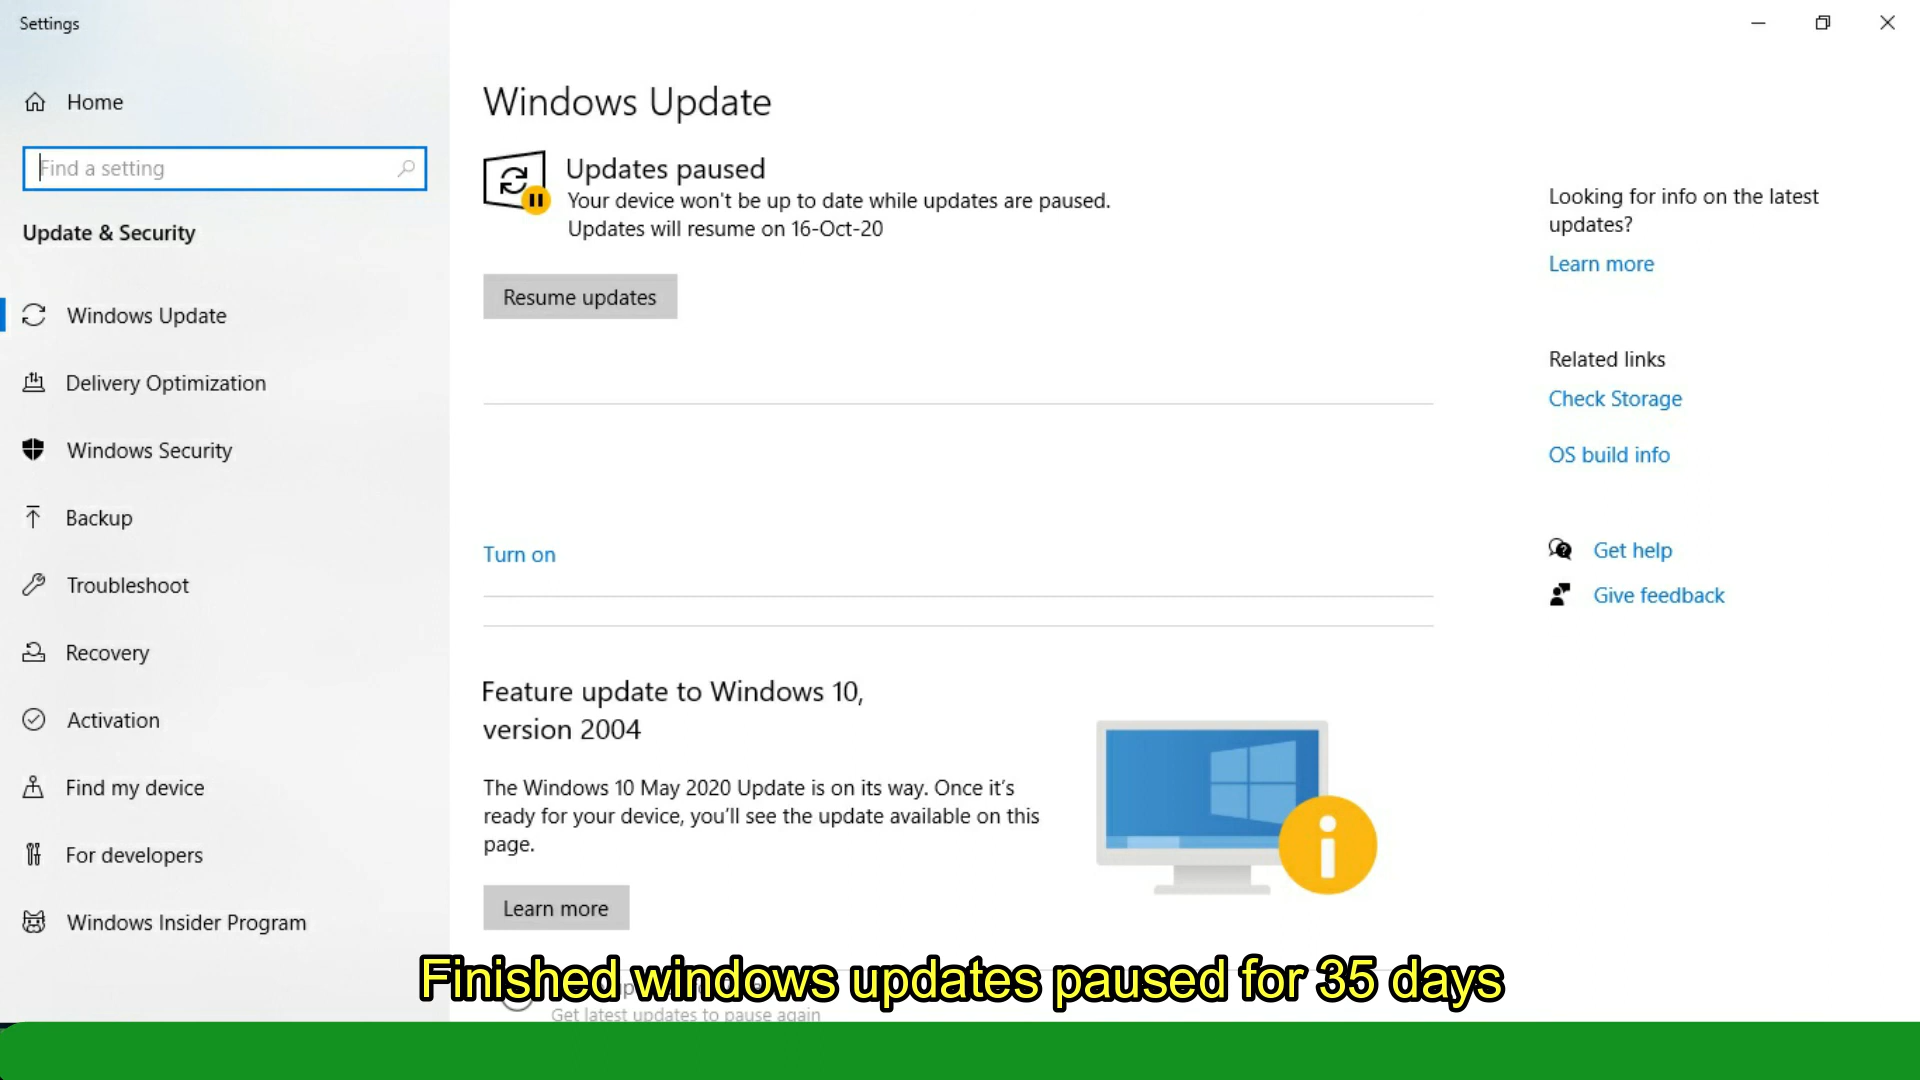 Settings
Home
Find a setting
Update & Security
Windows Update
Delivery Optimization
Windows Security
Backup
Troubleshoot
Recovery
Activation
Find my device
For developers
Windows Insider Program
Windows Update
Updates paused
Your device won't be up to date while updates are paused.
Updates will resume on 16-Oct-20
Resume updates
Turn on
Feature update to Windows 10,
version 2004
The Windows 10 May 2020 Update is on its way. Once it's
ready for your device, you'll see the update available on this
page.
Learn more
Get latest updates to pause again
Finished windows updates paused for 35 days
Looking for info on the latest
updates?
Learn more
Related links
Check Storage
OS build info
Get help
Give feedback